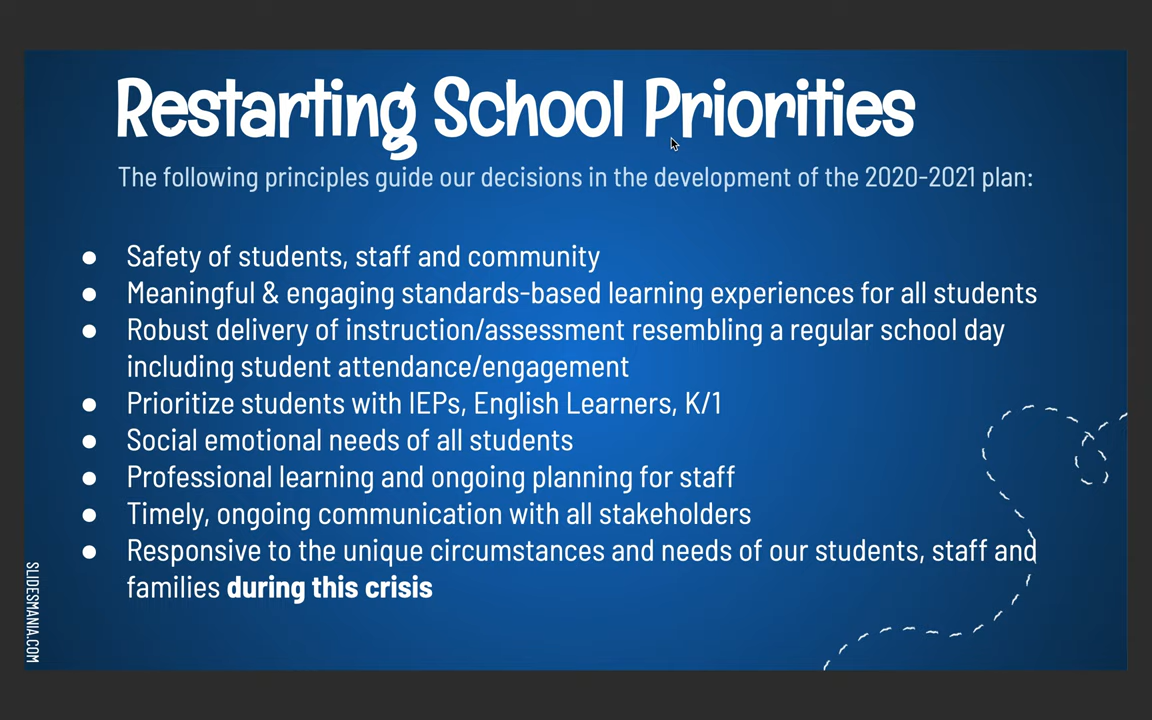 Restarting School Priorities
The following principles guide our decisions in the development of the 2020-2021 plan:
● Safety of students, staff and community
● Meaningful & engaging standards-based learning experiences for all students
● Robust delivery of instruction/assessment resembling a regular school day
including student attendance/engagement
● Prioritize students with IEPs, English Learners, K/1
● Social emotional needs of all students
● Professional learning and ongoing planning for staff
● Timely, ongoing communication with all stakeholders
● Responsive to the unique circumstances and needs of our students, staff and
families during this crisis
SLIDESMANIA.COM